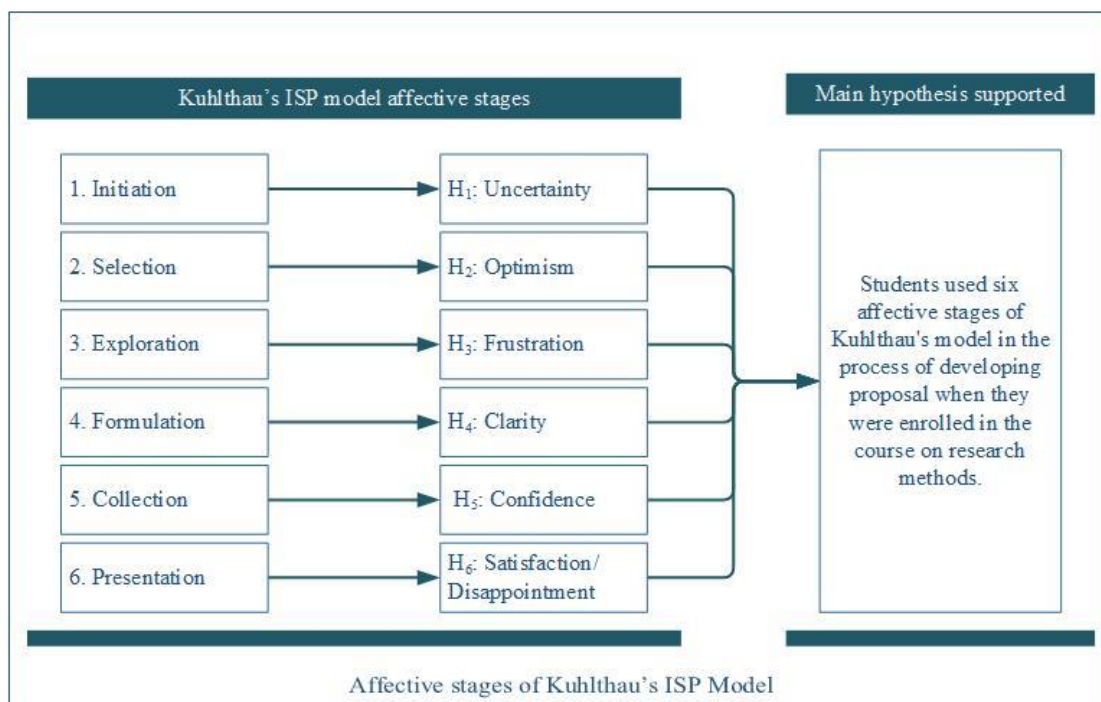 Kuhlthau’s ISP model affective stages
Main hypothesis supported
1. Initiation
H₁: Uncertainty
2. Selection
H₂: Optimism
3. Exploration
H₃: Frustration
4. Formulation
H₄: Clarity
5. Collection
H₅: Confidence
6. Presentation
H₆: Satisfaction/
Disappointment
Students used six
affective stages of
Kuhlthau's model in the
process of developing
proposal when they
were enrolled in the
course on research
methods.
Affective stages of Kuhlthau’s ISP Model